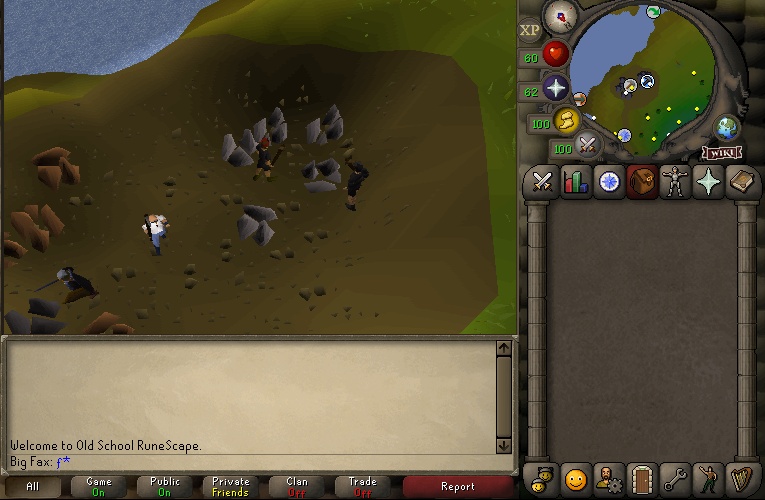 XP
60
62
100
100
WIKI
Welcome to Old School RuneScape.
Big Fax: f*
All
Game
On
Public
On
Private
Friends
Clan
Off
Trade
Off
Report